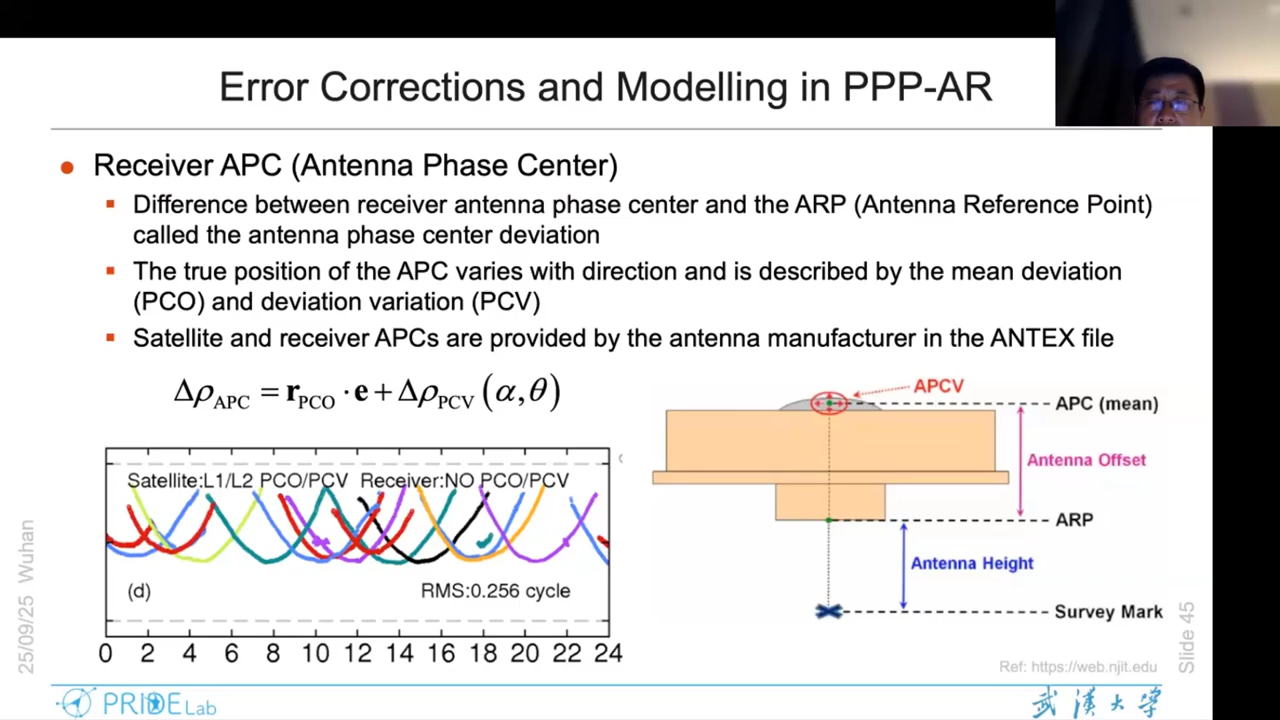 Error Corrections and Modelling in PPP-AR
Receiver APC (Antenna Phase Center)
Difference between receiver antenna phase center and the ARP (Antenna Reference Point)
called the antenna phase center deviation
The true position of the APC varies with direction and is described by the mean deviation
(PCO) and deviation variation (PCV)
Satellite and receiver APCs are provided by the antenna manufacturer in the ANTEX file
Δρ_APC = r_PCO · e + Δρ_PCV (α,θ)
Satellite:L1/L2 PCO/PCV Receiver:NO PCO/PCV
(d)
RMS:0.256 cycle
0 2 4 6 8 10 12 14 16 18 20 22 24
APCV
APC (mean)
Antenna Offset
ARP
Antenna Height
Survey Mark
Ref: https://web.njit.edu
25/09/25 Wuhan
Slide 45
PRIDE Lab
武漢大学